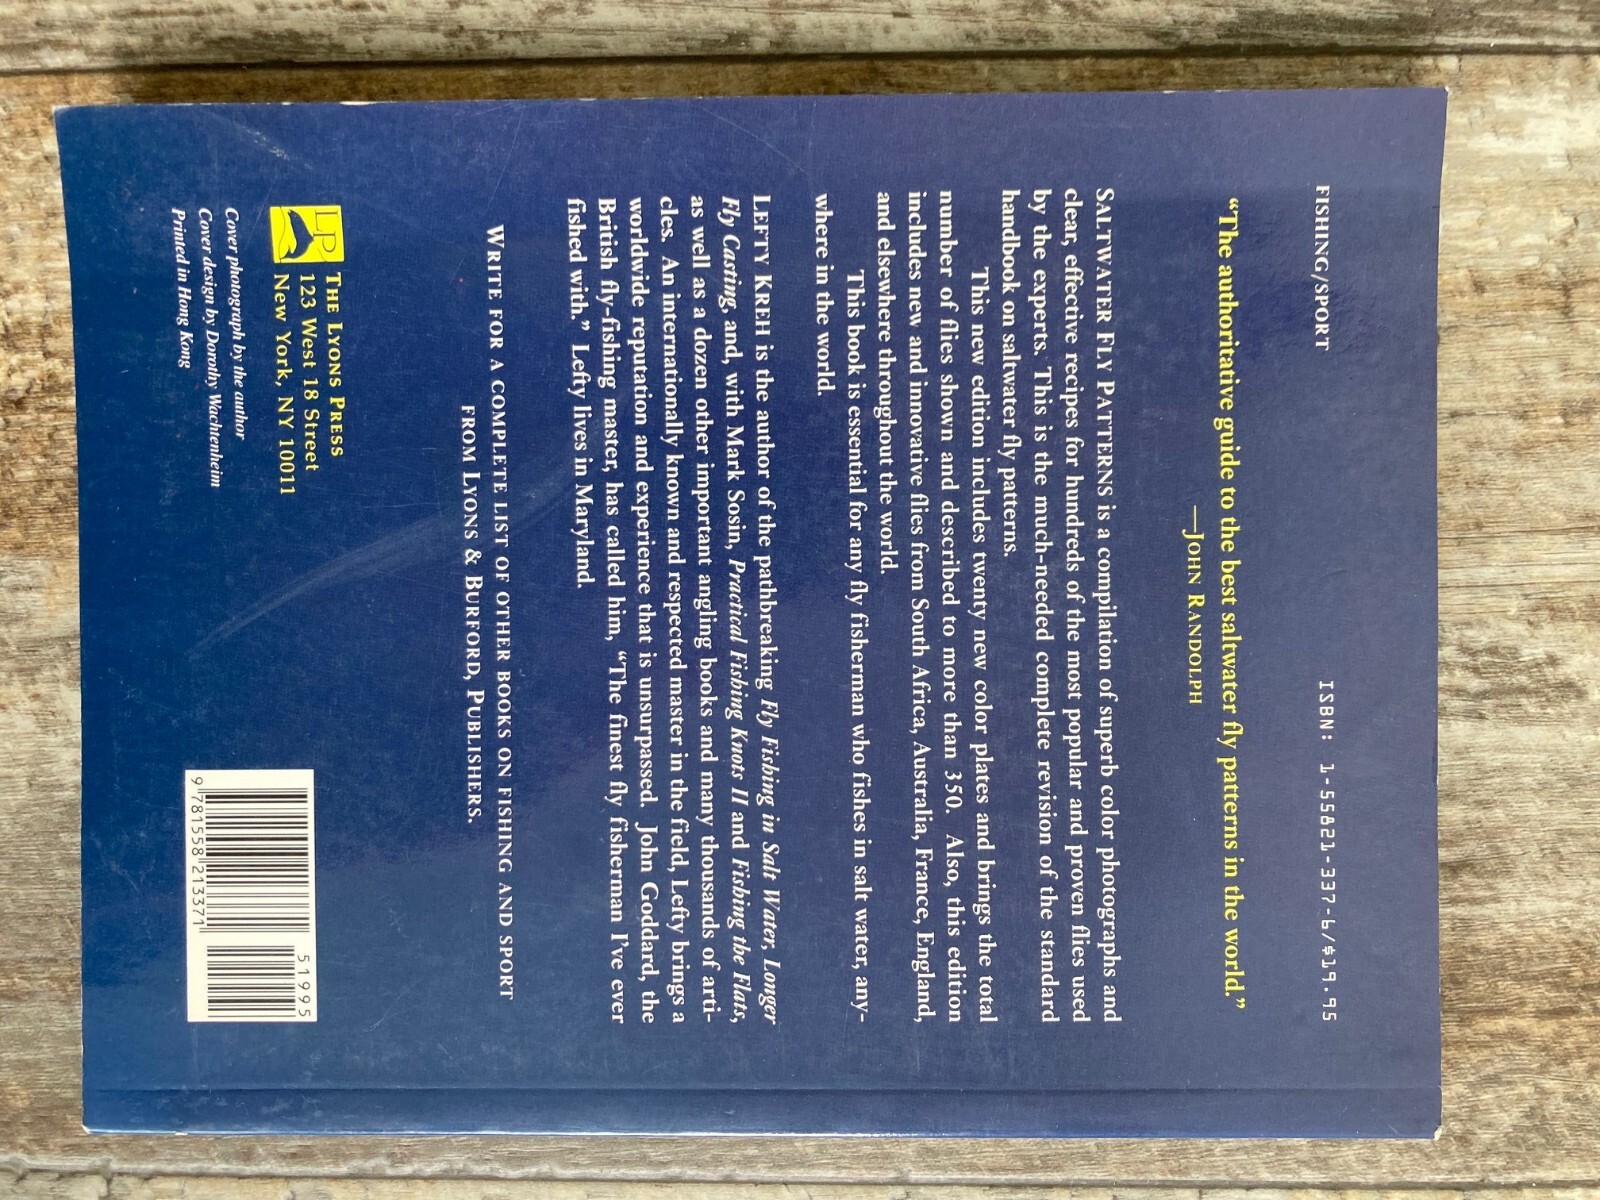 FISHING/SPORT
ISBN: 1-55821-337-6/$19.95
“The authoritative guide to the best saltwater fly patterns in the world.”
—JOHN RANDOLPH
SALTWATER FLY PATTERNS is a compilation of superb color photographs and
clear, effective recipes for hundreds of the most popular and proven flies used
by the experts. This is the much-needed complete revision of the standard
handbook on saltwater fly patterns.
This new edition includes twenty new color plates and brings the total
number of flies shown and described to more than 350. Also, this edition
includes new and innovative flies from South Africa, Australia, France, England,
and elsewhere throughout the world.
This book is essential for any fly fisherman who fishes in salt water, any-
where in the world.
LEFTY KREH is the author of the pathbreaking Fly Fishing in Salt Water, Longer
Fly Casting, and, with Mark Sosin, Practical Fishing Knots II and Fishing the Flats,
as well as a dozen other important angling books and many thousands of arti-
cles. An internationally known and respected master in the field, Lefty brings a
worldwide reputation and experience that is unsurpassed. John Goddard, the
British fly-fishing master, has called him, “The finest fly fisherman I’ve ever
fished with.” Lefty lives in Maryland.
WRITE FOR A COMPLETE LIST OF OTHER BOOKS ON FISHING AND SPORT
FROM LYONS & BURFORD, PUBLISHERS.
LP
THE LYONS PRESS
123 West 18 Street
New York, NY 10011
Cover photograph by the author
Cover design by Dorothy Wachtenheim
Printed in Hong Kong
51995
9 781558 213371